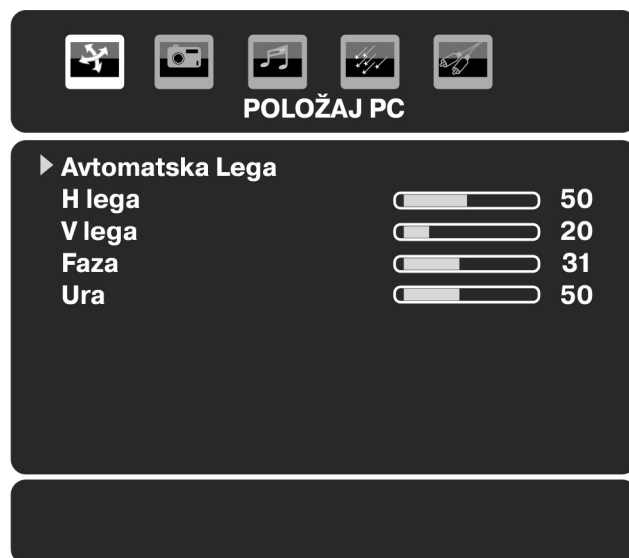 POLOŽAJ PC
Avtomatska Lega
H lega 50
V lega 20
Faza 31
Ura 50